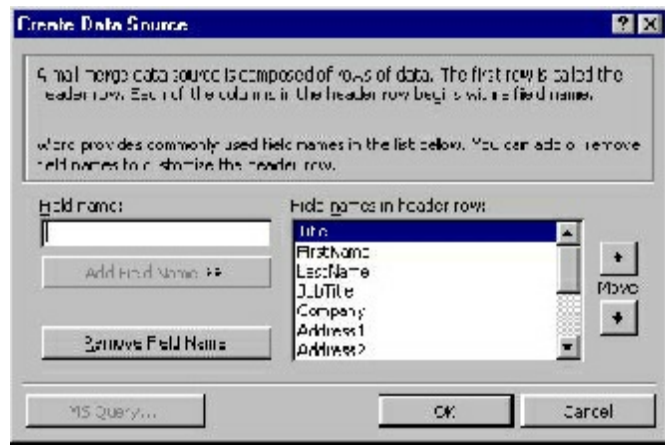 Create Data Source
A mail merge data source is composed of rows of data. The first row is called the
header row. Each of the columns in the header row begins with a field name.
Word provides commonly used field names in the list below. You can add or remove
field names to customize the header row.
Field name:
Field names in header row:
Title
FirstName
LastName
JobTitle
Company
Address1
Address2
Add Field Name >>
Remove Field Name
Move
MS Query...
OK
Cancel